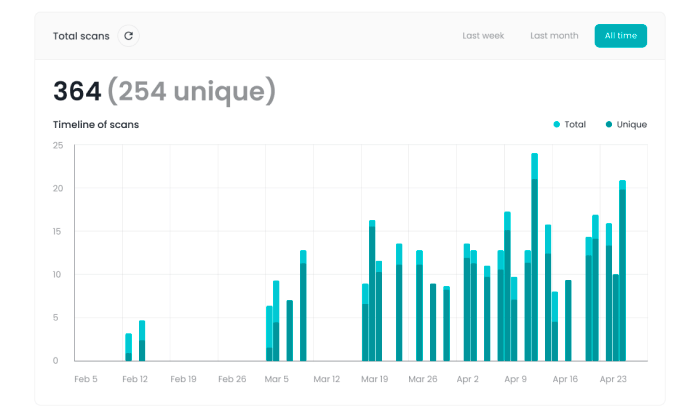 Total scans
Last week
Last month
All time
364 (254 unique)
Timeline of scans
Total
Unique
25
20
15
10
5
0
Feb 5
Feb 12
Feb 19
Feb 26
Mar 5
Mar 12
Mar 19
Mar 26
Apr 2
Apr 9
Apr 16
Apr 23